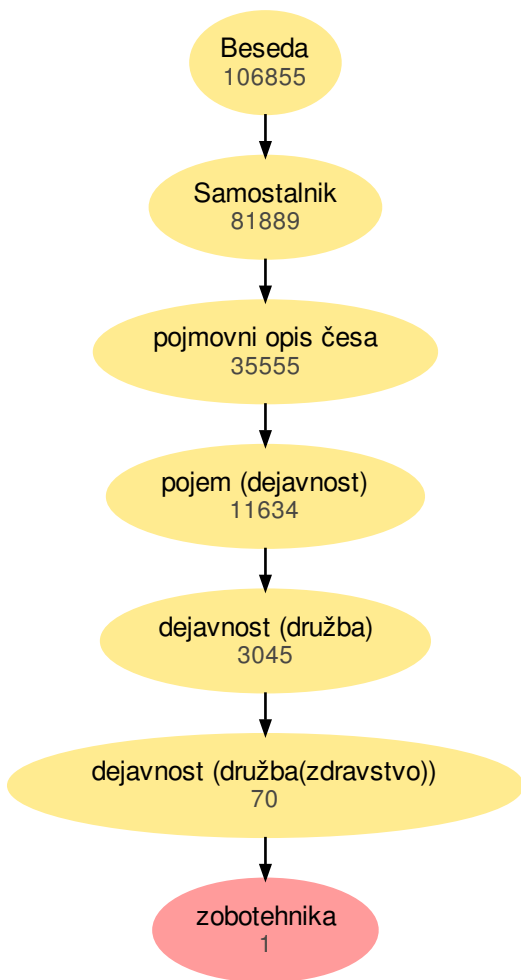 Beseda
106855
Samostalnik
81889
pojmovni opis česa
35555
pojem (dejavnost)
11634
dejavnost (družba)
3045
dejavnost (družba(zdravstvo))
70
zobotehnika
1